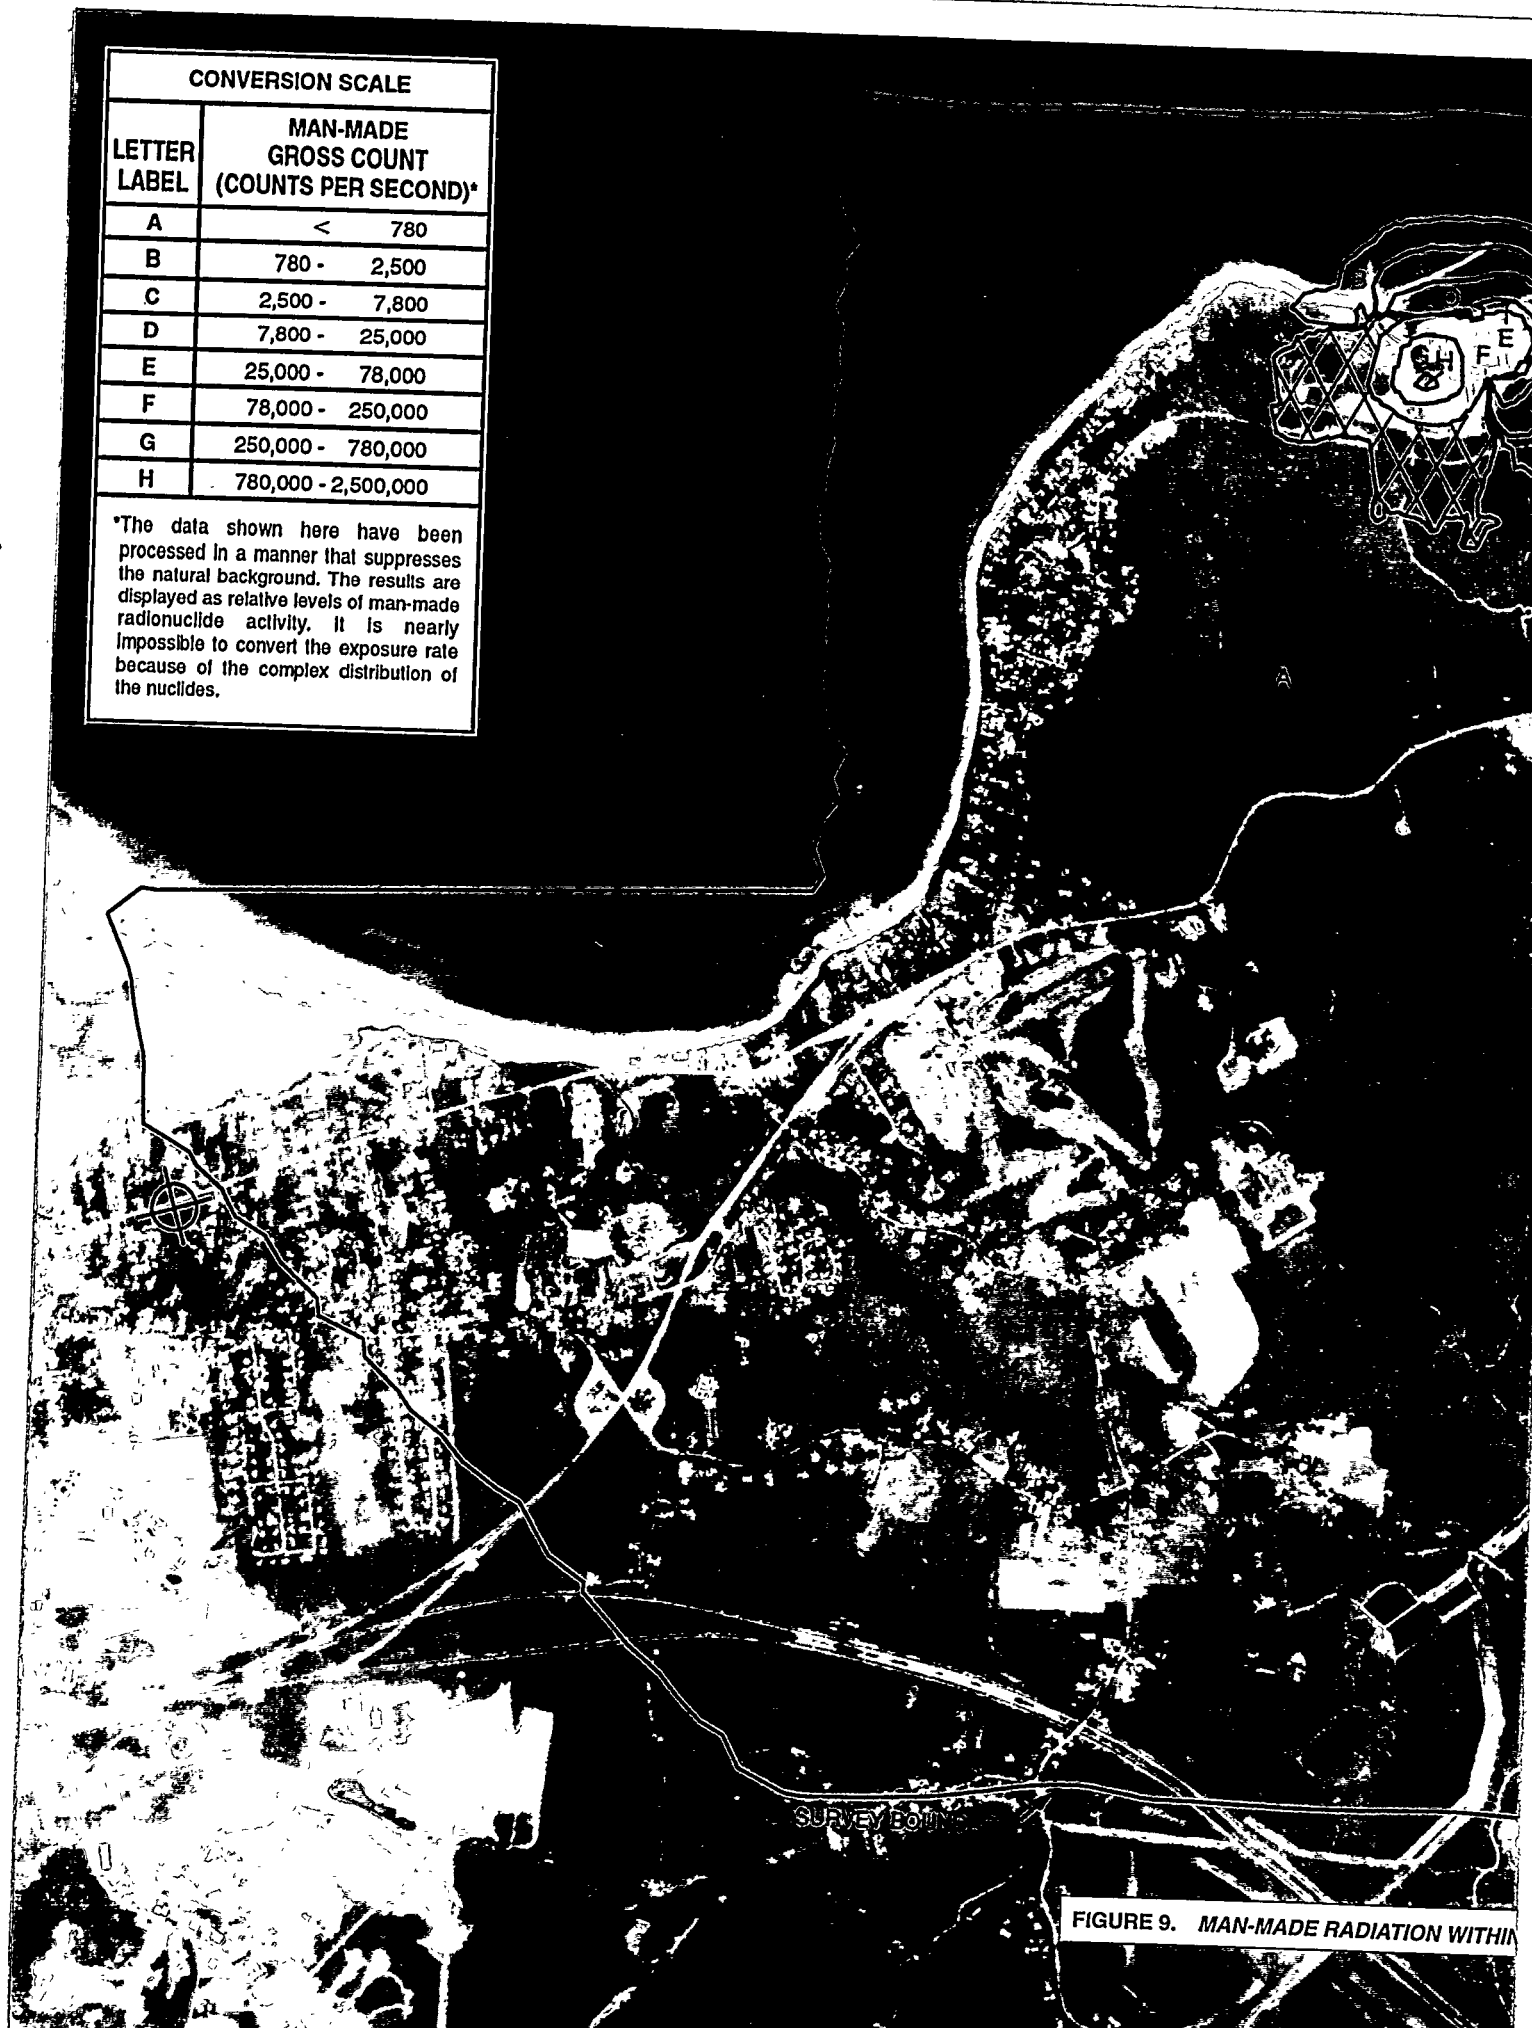 CONVERSION SCALE
LETTER LABEL
MAN-MADE
GROSS COUNT
(COUNTS PER SECOND)*
A < 780
B 780 - 2,500
C 2,500 - 7,800
D 7,800 - 25,000
E 25,000 - 78,000
F 78,000 - 250,000
G 250,000 - 780,000
H 780,000 - 2,500,000
*The data shown here have been
processed in a manner that suppresses
the natural background. The results are
displayed as relative levels of man-made
radionuclide activity. It is nearly
impossible to convert the exposure rate
because of the complex distribution of
the nuclides.
E
F
G H
A
SURVEY BOUN
FIGURE 9. MAN-MADE RADIATION WITHIN